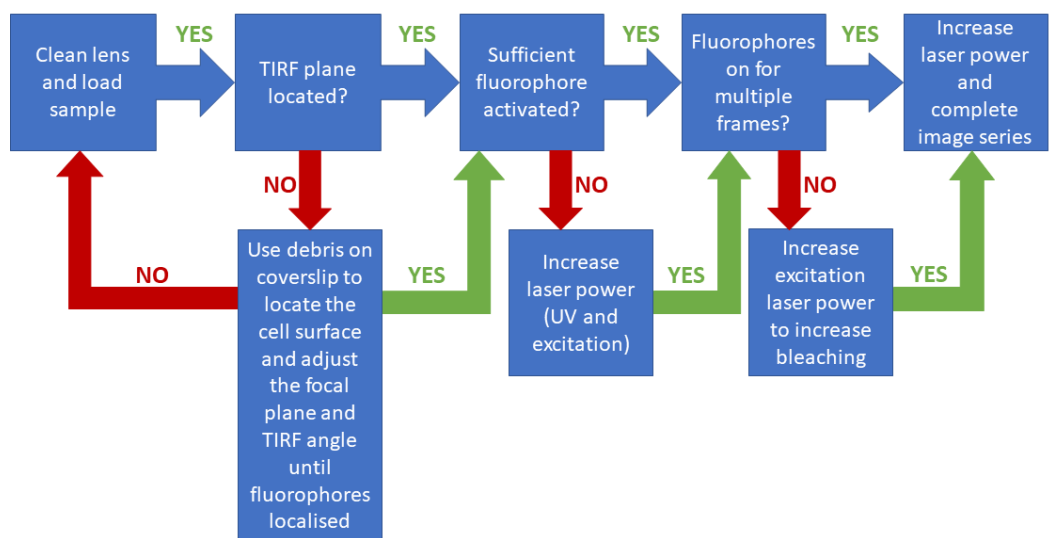 Clean lens
and load
sample
YES
TIRF plane
located?
YES
Sufficient
fluorophore
activated?
YES
Fluorophores
on for
multiple
frames?
YES
Increase
laser power
and
complete
image series
NO
NO
NO
NO
Use debris on
coverslip to
locate the
cell surface
and adjust
the focal
plane and
TIRF angle
until
fluorophores
localised
YES
Increase
laser power
(UV and
excitation)
YES
Increase
excitation
laser power
to increase
bleaching
YES